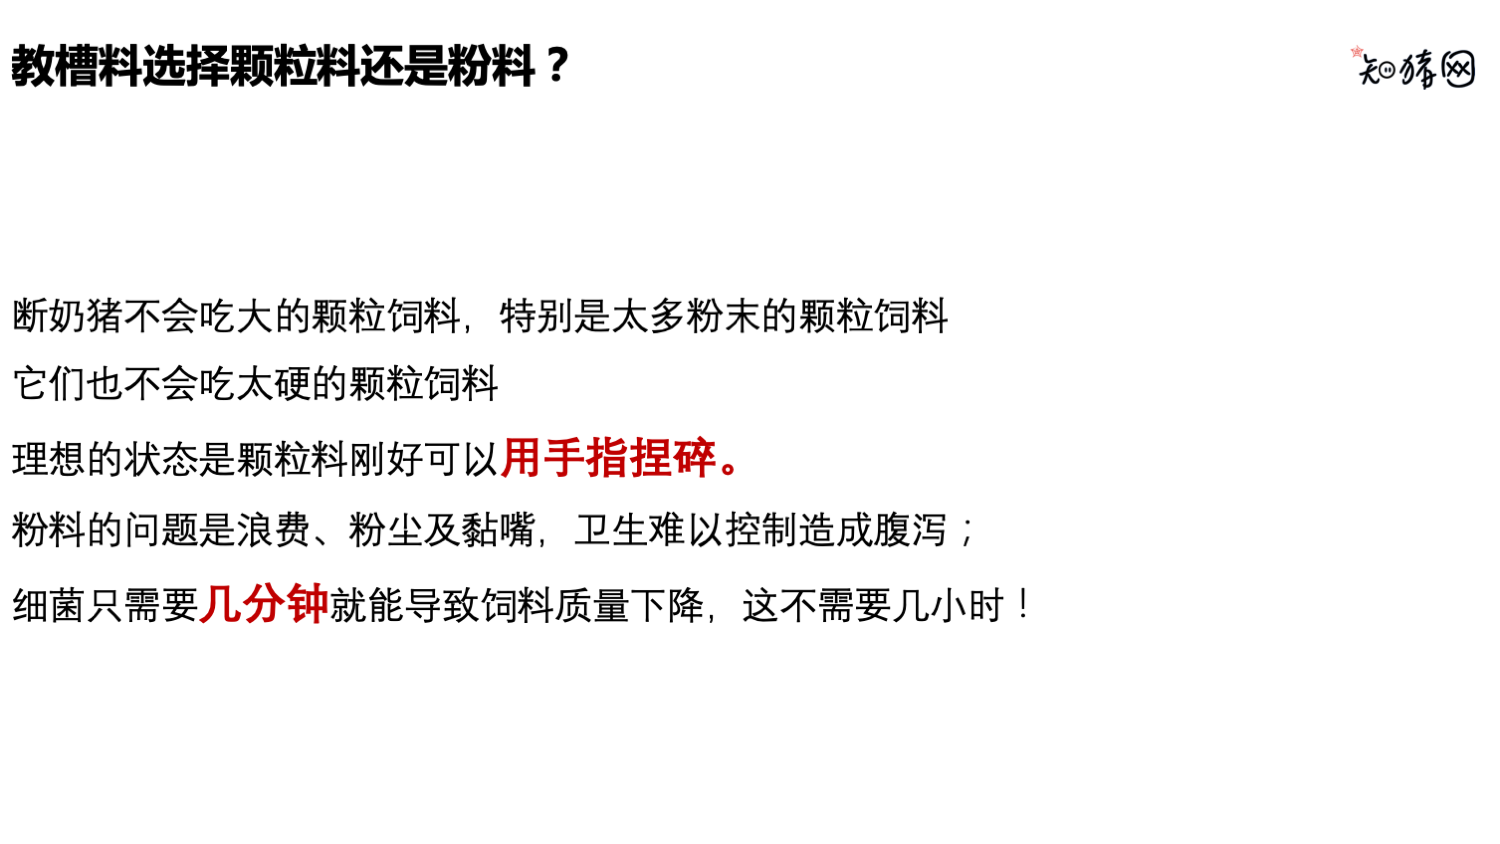 教槽料选择颗粒料还是粉料？
知猪网
断奶猪不会吃大的颗粒饲料，特别是太多粉末的颗粒饲料
它们也不会吃太硬的颗粒饲料
理想的状态是颗粒料刚好可以用手指捏碎。
粉料的问题是浪费、粉尘及黏嘴，卫生难以控制造成腹泻；
细菌只需要几分钟就能导致饲料质量下降，这不需要几小时！